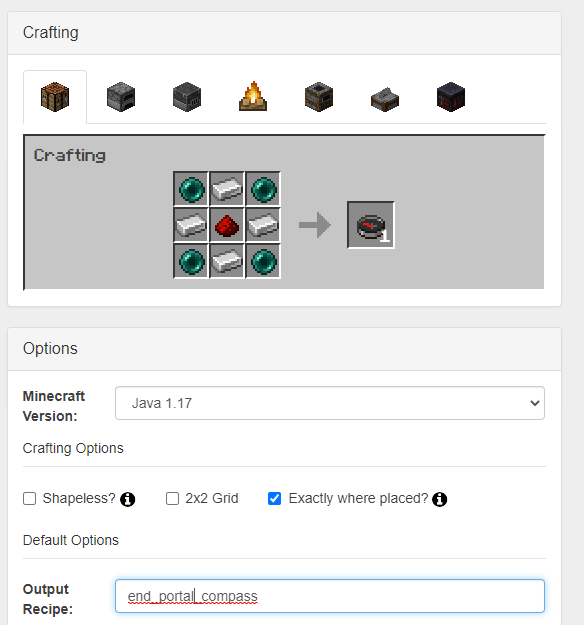 Crafting
Crafting
1
Options
Minecraft Version:
Java 1.17
Crafting Options
Shapeless?
2x2 Grid
Exactly where placed?
Default Options
Output Recipe:
end_portal_compass